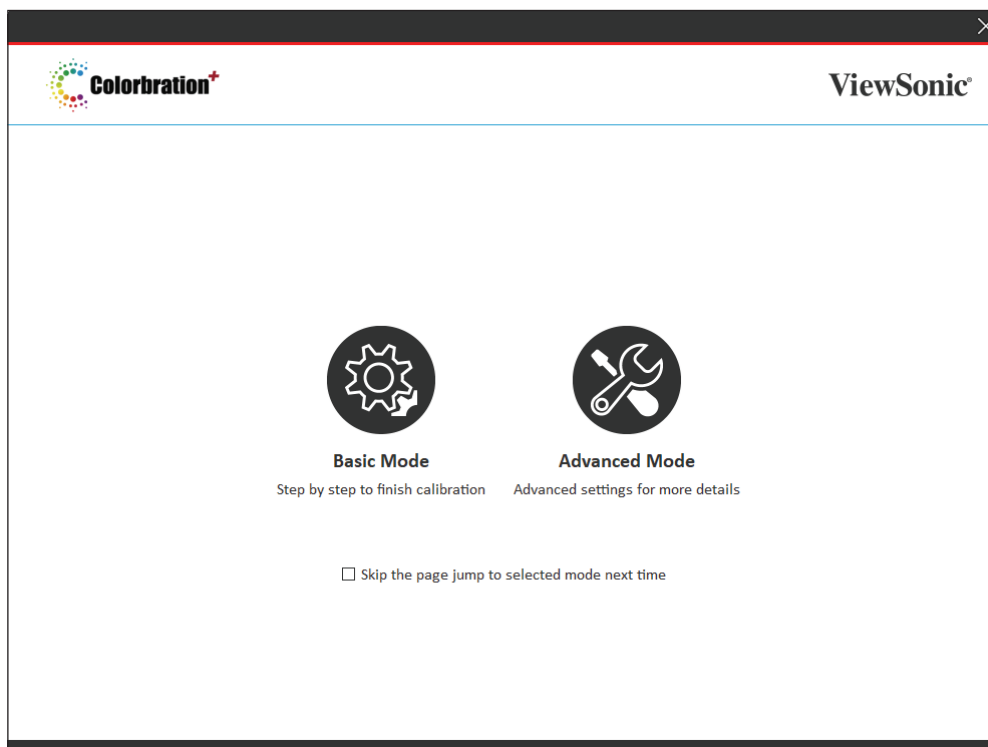 Colorbration+
ViewSonic®
Basic Mode
Advanced Mode
Step by step to finish calibration
Advanced settings for more details
Skip the page jump to selected mode next time